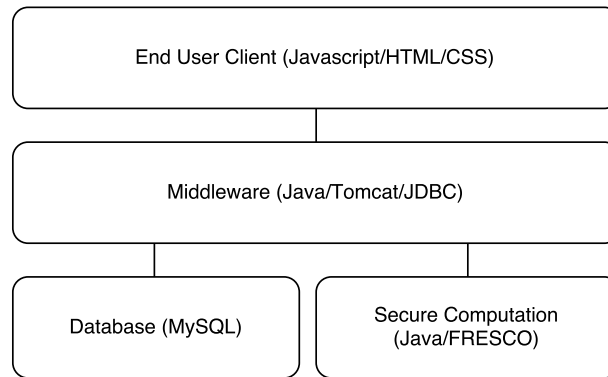 End User Client (Javascript/HTML/CSS)
Middleware (Java/Tomcat/JDBC)
Database (MySQL)
Secure Computation
(Java/FRESCO)